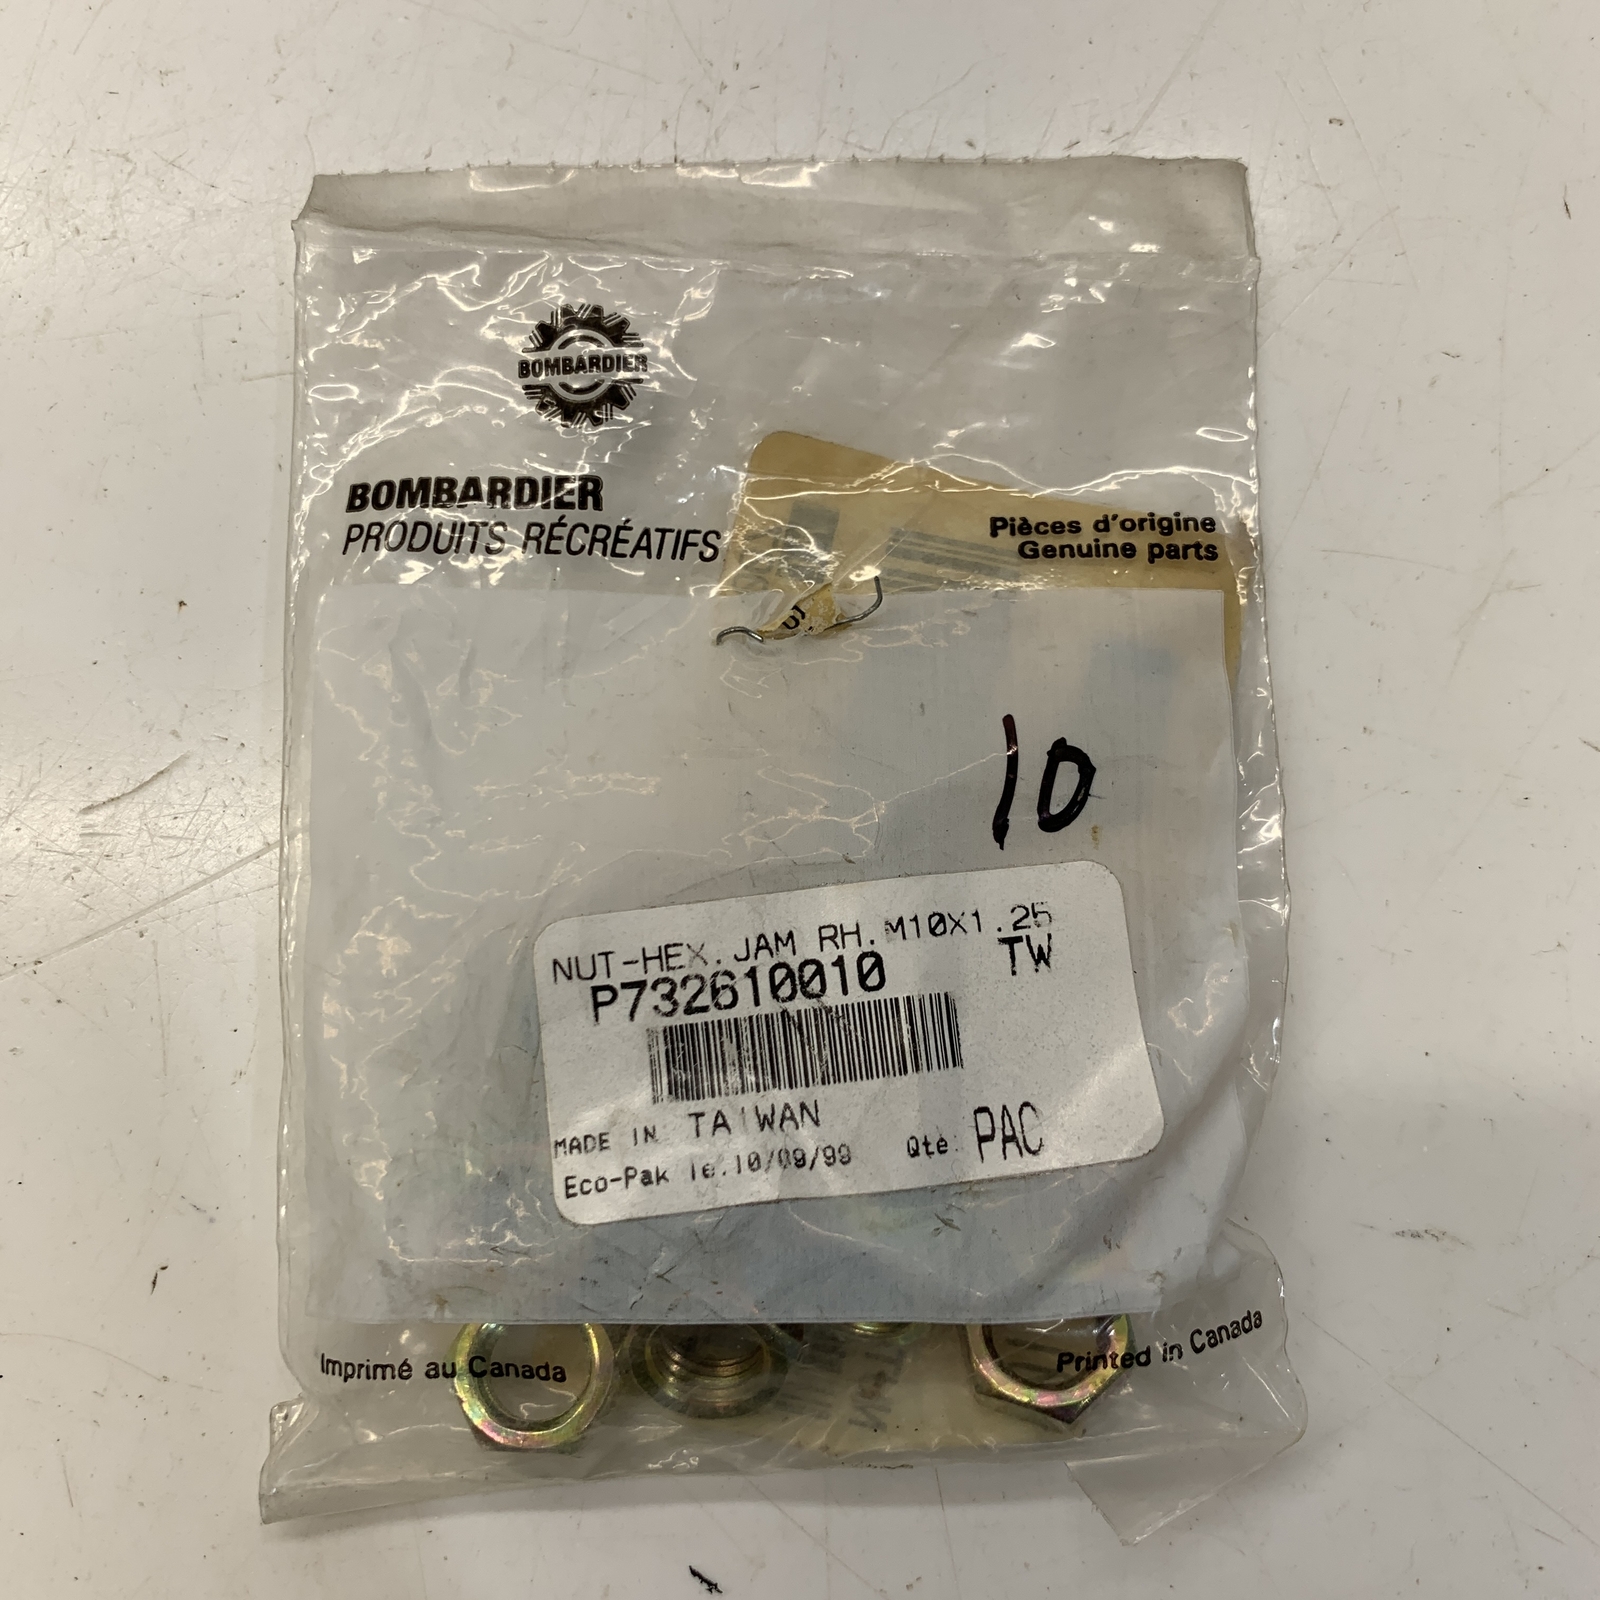 BOMBARDIER
BOMBARDIER
PRODUITS RÉCRÉATIFS
Pièces d'origine
Genuine parts
10
NUT-HEX.JAM RH.M10X1.25
P732610010 TW
MADE IN TAIWAN
Eco-Pak le.10/09/99 Qte PAC
Imprimé au Canada
Printed in Canada